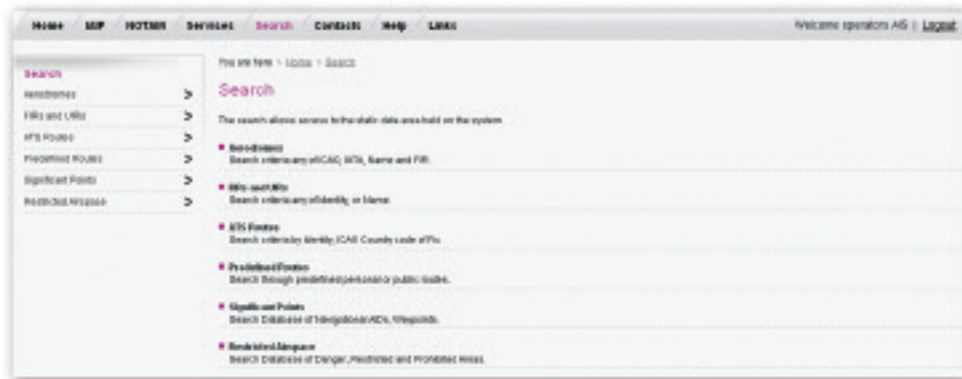 Home AIP NOTAM Services Search Contacts Help Links
Welcome operators AIS | Logout
Search
Aerodromes
FIRs and UIRs
ATS Routes
Predefined Routes
Significant Points
Restricted Airspace
You are here > Home > Search
Search
The search allows access to the static data area held on the system
Aerodromes
Search criteria any of ICAO, IATA, Name and FIR.
FIRs and UIRs
Search criteria any of Identity, or Name.
ATS Routes
Search criteria by Identity, ICAO Country code of
Predefined Routes
Search through predefined personal or public routes.
Significant Points
Search Database of Navigational AIDs, Waypoints.
Restricted Airspace
Search Database of Danger, Restricted and Prohibited Areas.